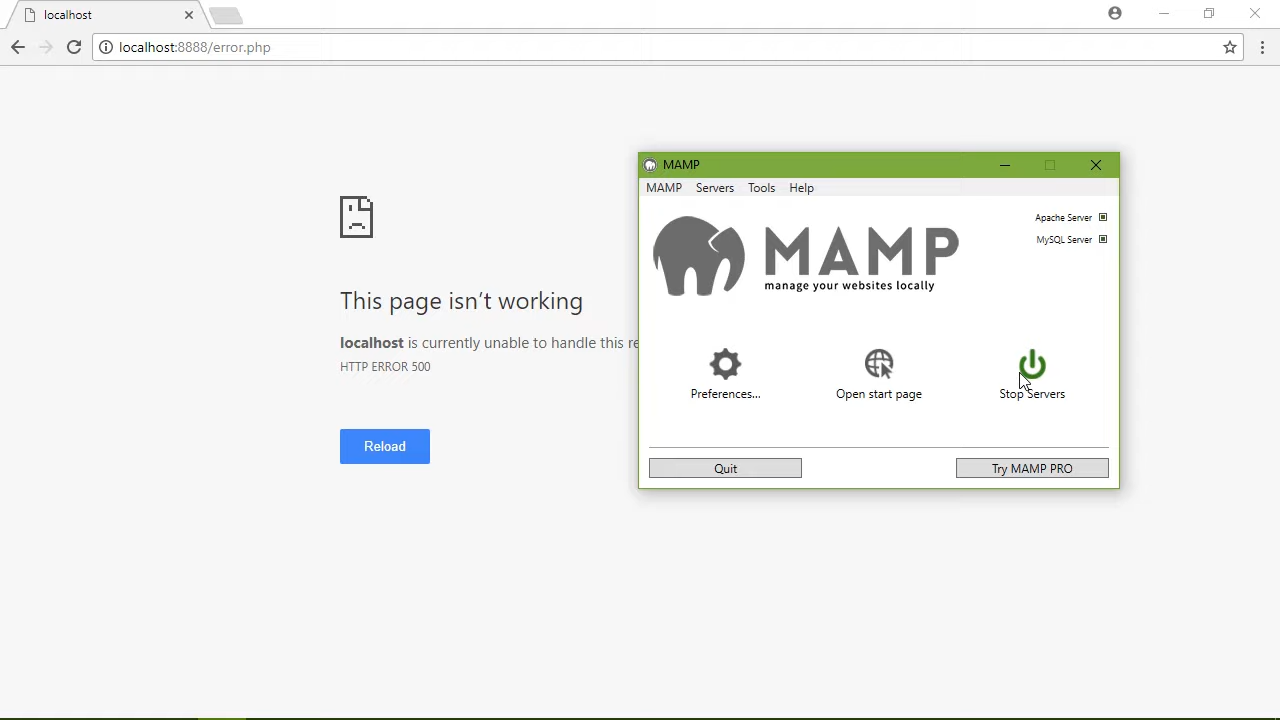 localhost
localhost:8888/error.php
This page isn’t working
localhost is currently unable to handle this re
HTTP ERROR 500
Reload
MAMP
MAMP Servers Tools Help
Apache Server
MySQL Server
MAMP
manage your websites locally
Preferences...
Open start page
Stop Servers
Quit
Try MAMP PRO